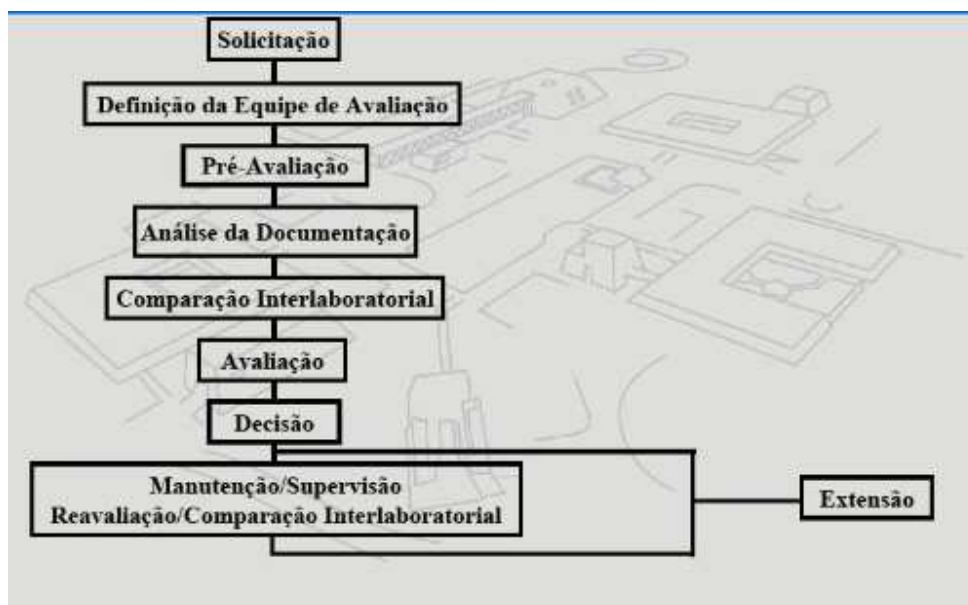 Solicitação
Definição da Equipe de Avaliação
Pré-Avaliação
Análise da Documentação
Comparação Interlaboratorial
Avaliação
Decisão
Manutenção/Supervisão
Reavaliação/Comparação Interlaboratorial
Extensão